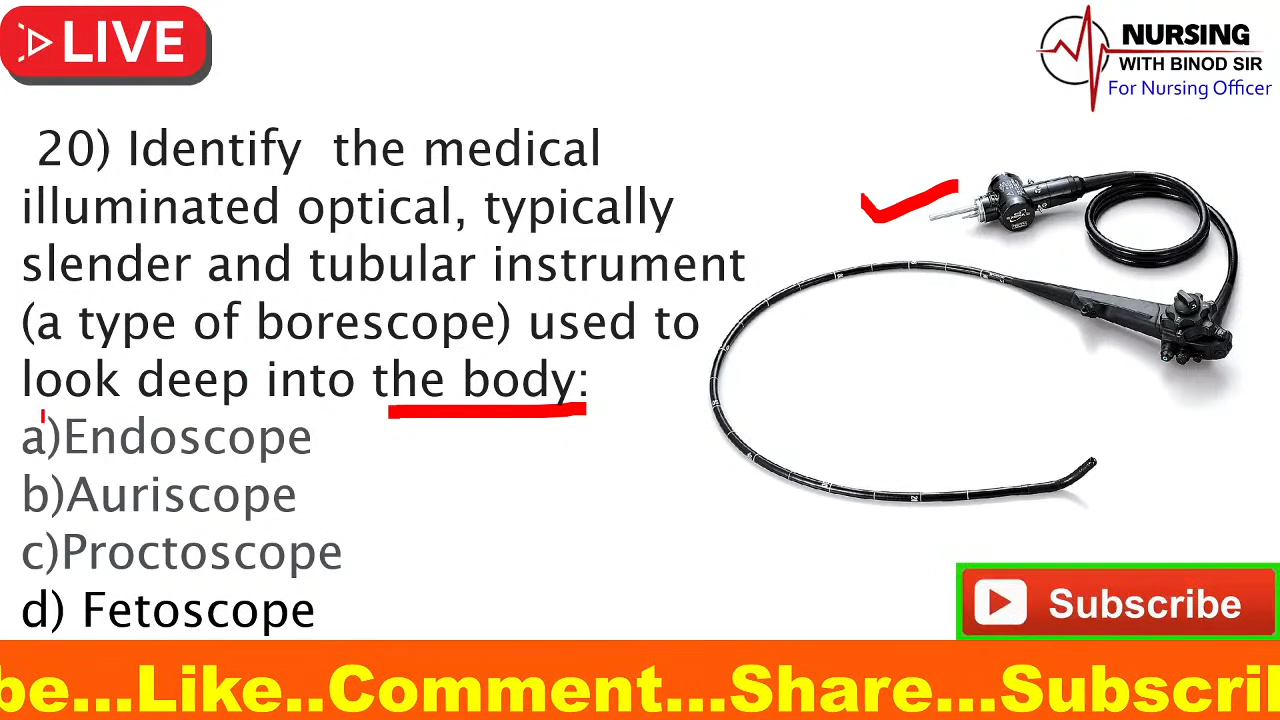 LIVE
NURSING
WITH BINOD SIR
For Nursing Officer
20) Identify the medical
illuminated optical, typically
slender and tubular instrument
(a type of borescope) used to
look deep into the body:
a)Endoscope
b)Auriscope
c)Proctoscope
d) Fetoscope
Subscribe
be...Like..Comment...Share...Subscri